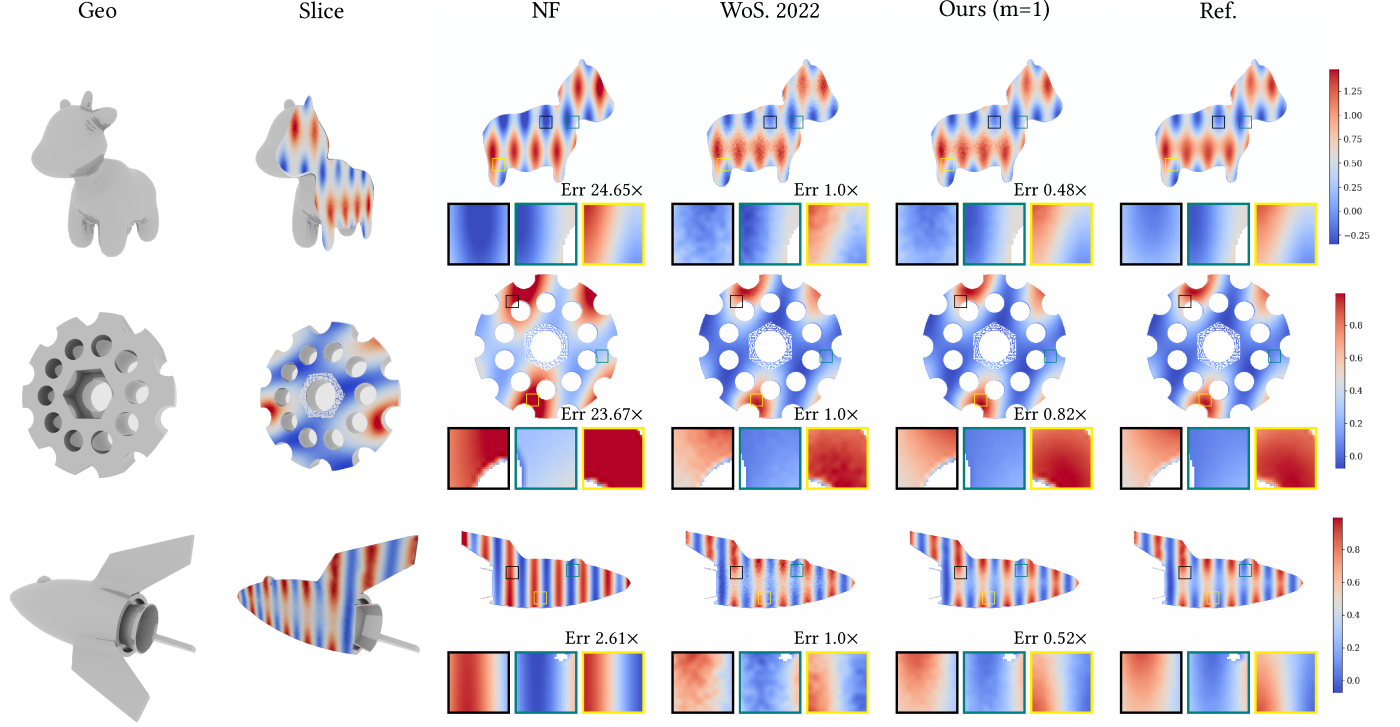 Geo
Slice
NF
WoS. 2022
Ours (m=1)
Ref.
Err 24.65×
Err 1.0×
Err 0.48×
1.25
1.00
0.75
0.50
0.25
0.00
−0.25
Err 23.67×
Err 1.0×
Err 0.82×
0.8
0.6
0.4
0.2
0.0
Err 2.61×
Err 1.0×
Err 0.52×
0.8
0.6
0.4
0.2
0.0